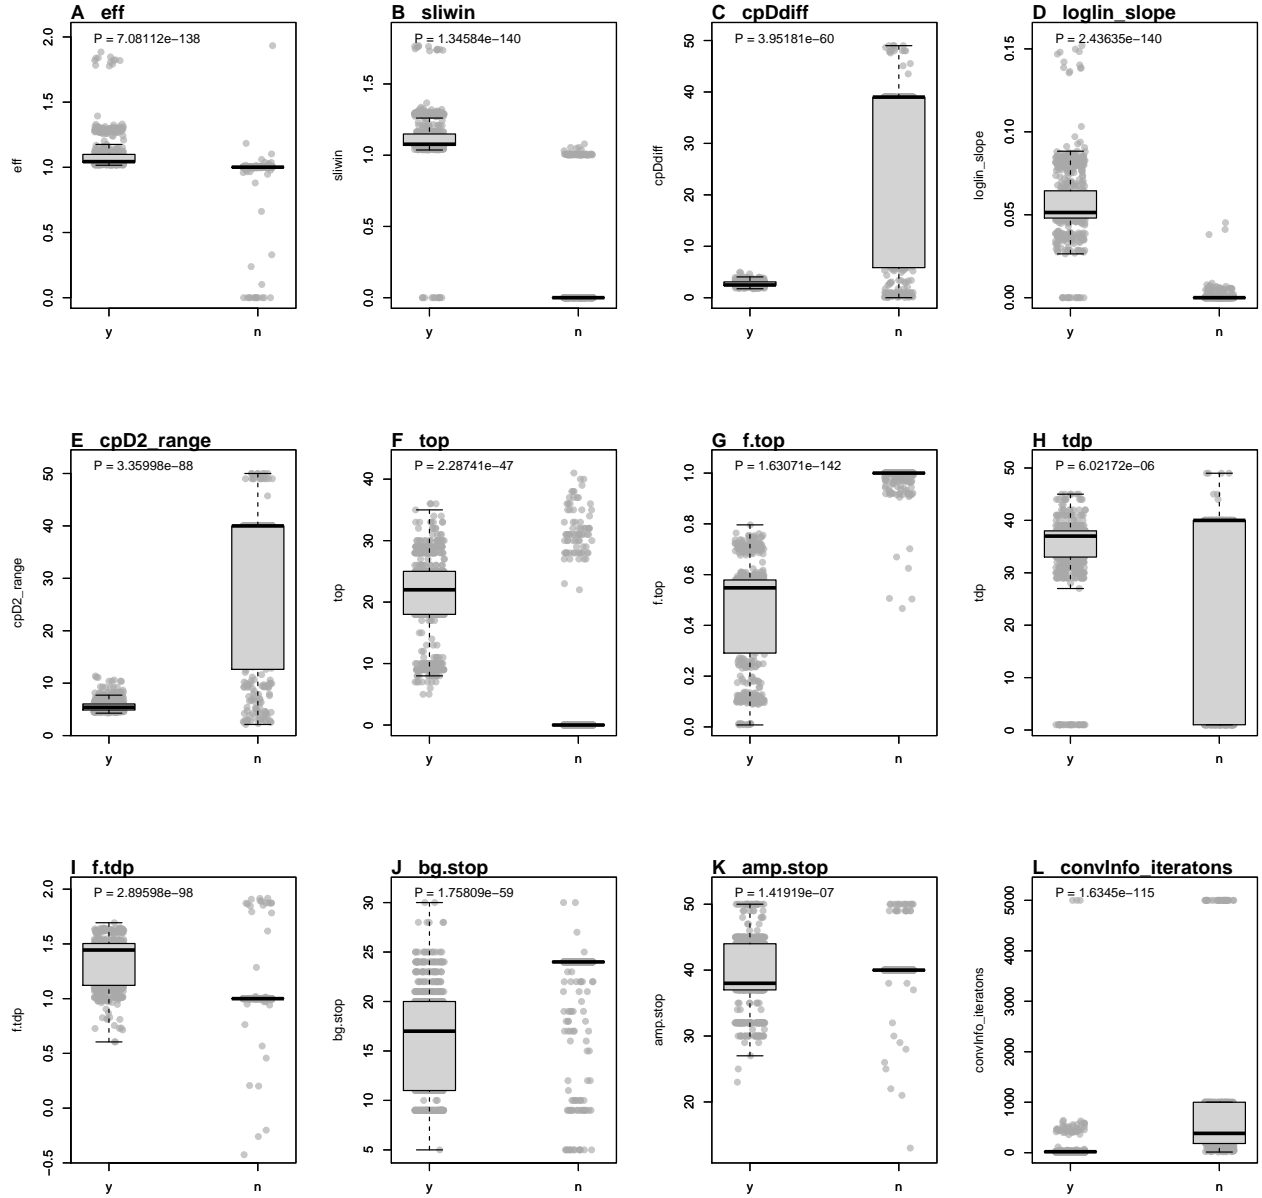 A eff
P = 7.08112e−138
2.0
1.5
1.0
0.5
0.0
eff
y n
B sliwin
P = 1.34584e−140
1.5
1.0
0.5
0.0
sliwin
y n
C cpDdiff
P = 3.95181e−60
50
40
30
20
10
0
cpDdiff
y n
D loglin_slope
P = 2.43635e−140
0.15
0.10
0.05
0.00
loglin_slope
y n
E cpD2_range
P = 3.35998e−88
50
40
30
20
10
0
cpD2_range
y n
F top
P = 2.28741e−47
40
30
20
10
0
top
y n
G f.top
P = 1.63071e−142
1.0
0.8
0.6
0.4
0.2
0.0
f.top
y n
H tdp
P = 6.02172e−06
50
40
30
20
10
0
tdp
y n
I f.tdp
P = 2.89598e−98
2.0
1.5
1.0
0.5
0.0
−0.5
f.tdp
y n
J bg.stop
P = 1.75809e−59
30
25
20
15
10
5
bg.stop
y n
K amp.stop
P = 1.41919e−07
50
40
30
20
amp.stop
y n
L convInfo_iteratons
P = 1.6345e−115
5000
4000
3000
2000
1000
0
convInfo_iteratons
y n